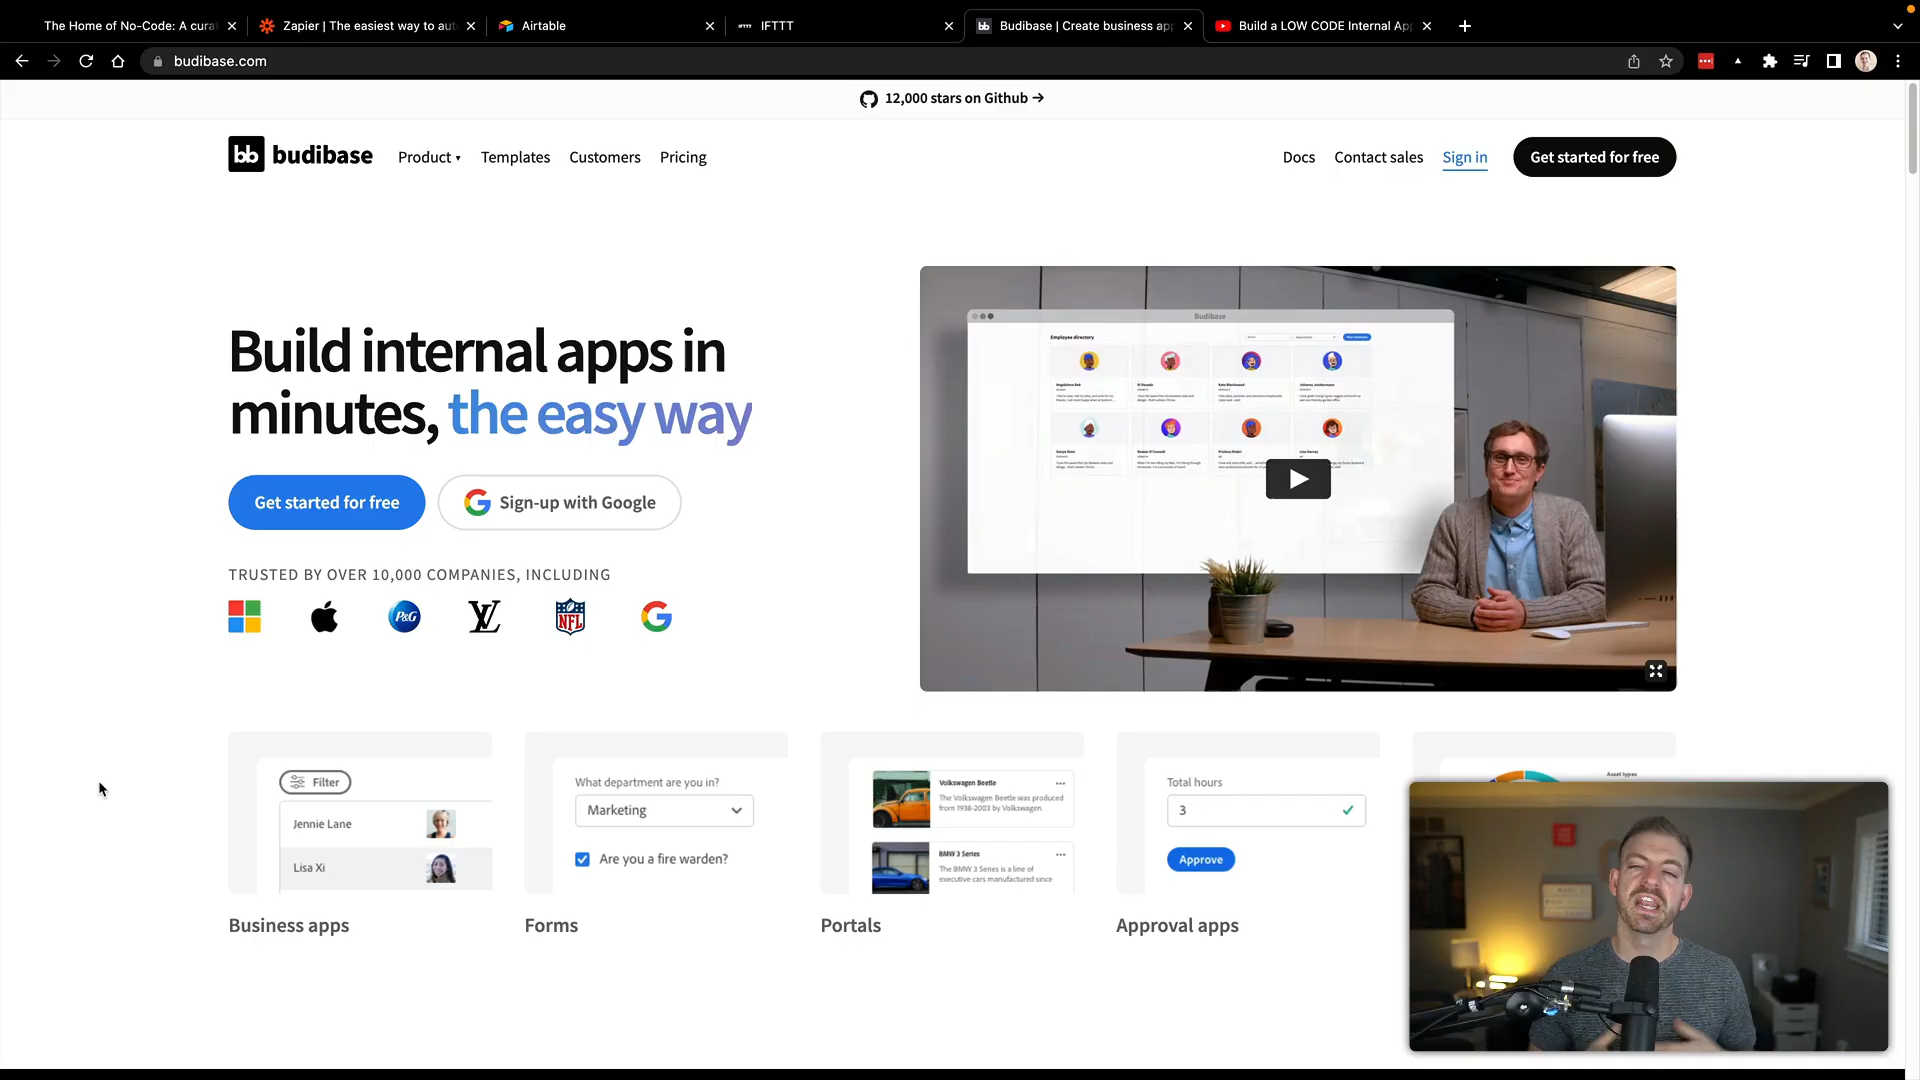 The Home of No-Code: A cura
Zapier | The easiest way to aut
Airtable
IFTTT
Budibase | Create business app
Build a LOW CODE Internal App
budibase.com
12,000 stars on Github →
bb budibase
Product ▾
Templates
Customers
Pricing
Docs
Contact sales
Sign in
Get started for free
Build internal apps in
minutes, the easy way
Get started for free
Sign-up with Google
TRUSTED BY OVER 10,000 COMPANIES, INCLUDING
P&G
NFL
Budibase
Employee directory
Filter
Jennie Lane
Lisa Xi
Business apps
What department are you in?
Marketing
Are you a fire warden?
Forms
Volkswagen Beetle
The Volkswagen Beetle was produced
from 1938-2003 by Volkswagen.
BMW 3 Series
The BMW 3 Series is a line of
executive cars manufactured since
Portals
Total hours
3
Approve
Approval apps
Asset types